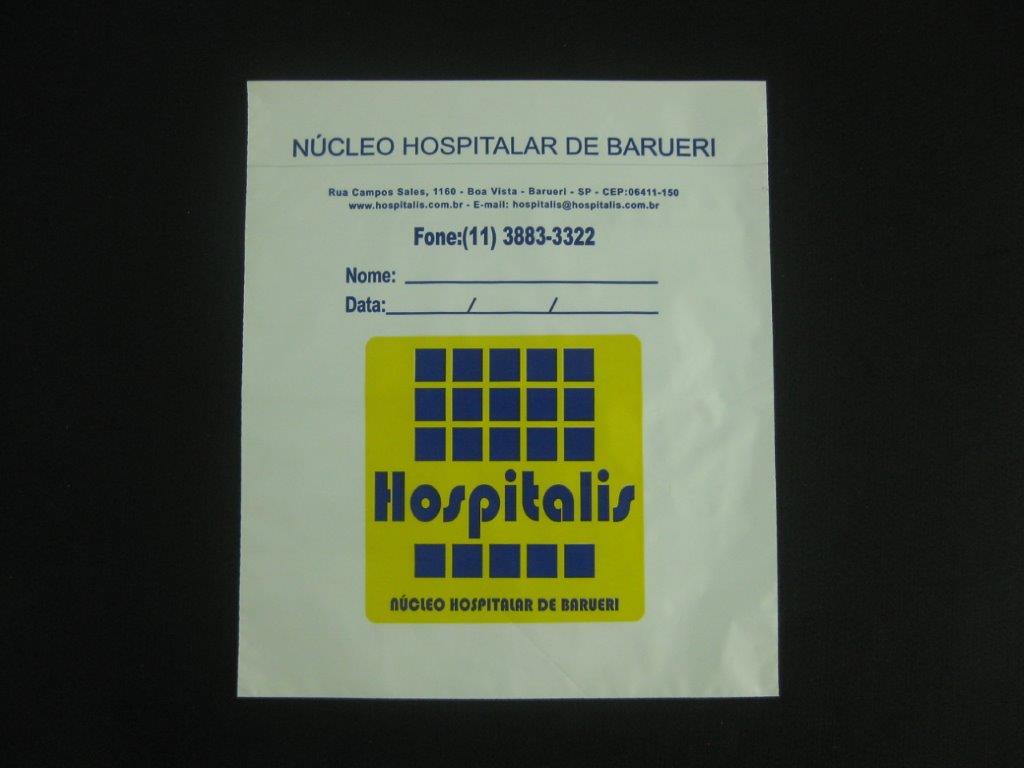 NÚCLEO HOSPITALAR DE BARUERI
Rua Campos Sales, 1160 - Boa Vista - Barueri - SP - CEP:06411-150
www.hospitalis.com.br - E-mail: hospitalis@hospitalis.com.br
Fone:(11) 3883-3322
Nome:
Data: / /
Hospitalis
NÚCLEO HOSPITALAR DE BARUERI